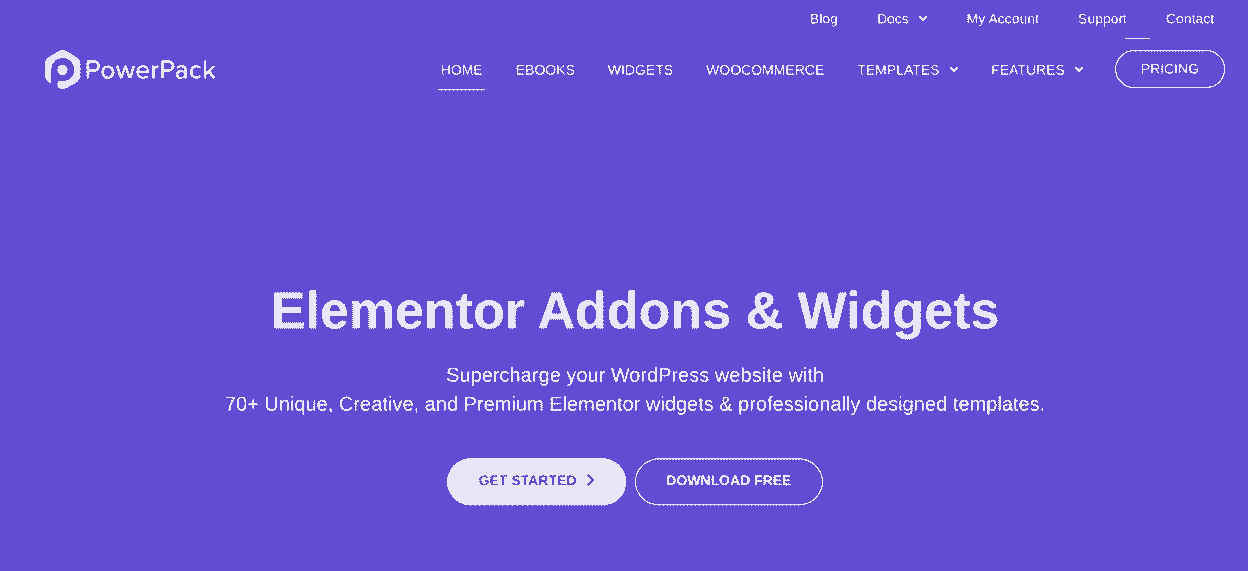 Blog Docs My Account Support Contact
PowerPack HOME EBOOKS WIDGETS WOOCOMMERCE TEMPLATES FEATURES PRICING
Elementor Addons & Widgets
Supercharge your WordPress website with
70+ Unique, Creative, and Premium Elementor widgets & professionally designed templates.
GET STARTED DOWNLOAD FREE